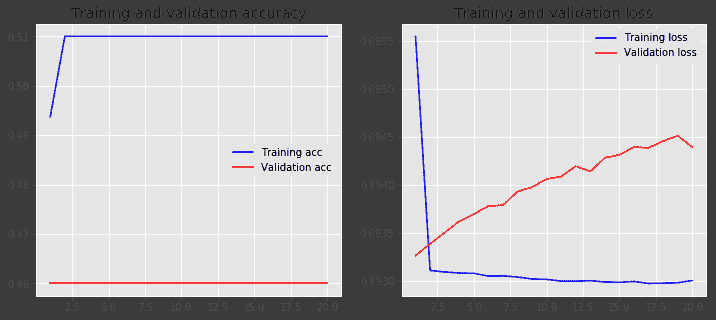 Training and validation accuracy
Training and validation loss
0.51
0.50
0.49
0.48
0.47
0.46
Training acc
Validation acc
2.5 5.0 7.5 10.0 12.5 15.0 17.5 20.0
0.6955
0.6950
0.6945
0.6940
0.6935
0.6930
Training loss
Validation loss
2.5 5.0 7.5 10.0 12.5 15.0 17.5 20.0